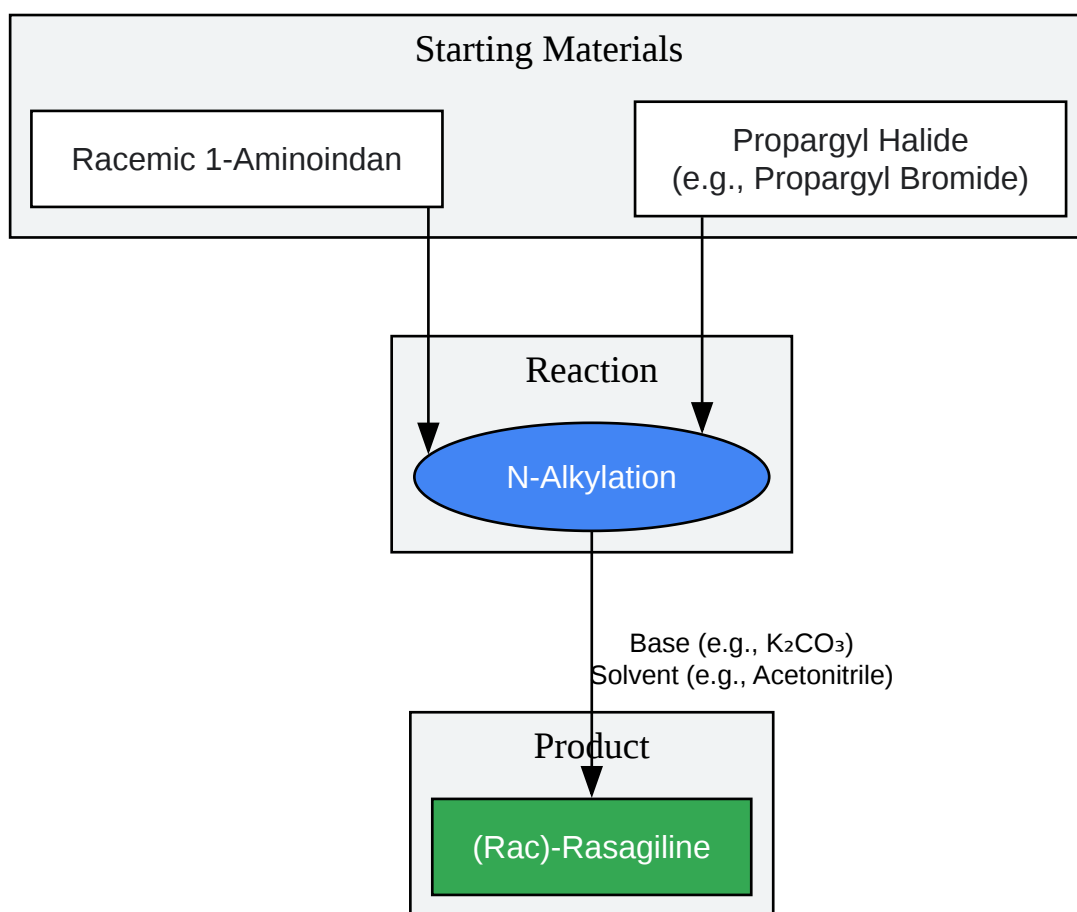 Starting Materials
Racemic 1-Aminoindan
Propargyl Halide
(e.g., Propargyl Bromide)
Reaction
N-Alkylation
Base (e.g., K₂CO₃)
Solvent (e.g., Acetonitrile)
Product
(Rac)-Rasagiline